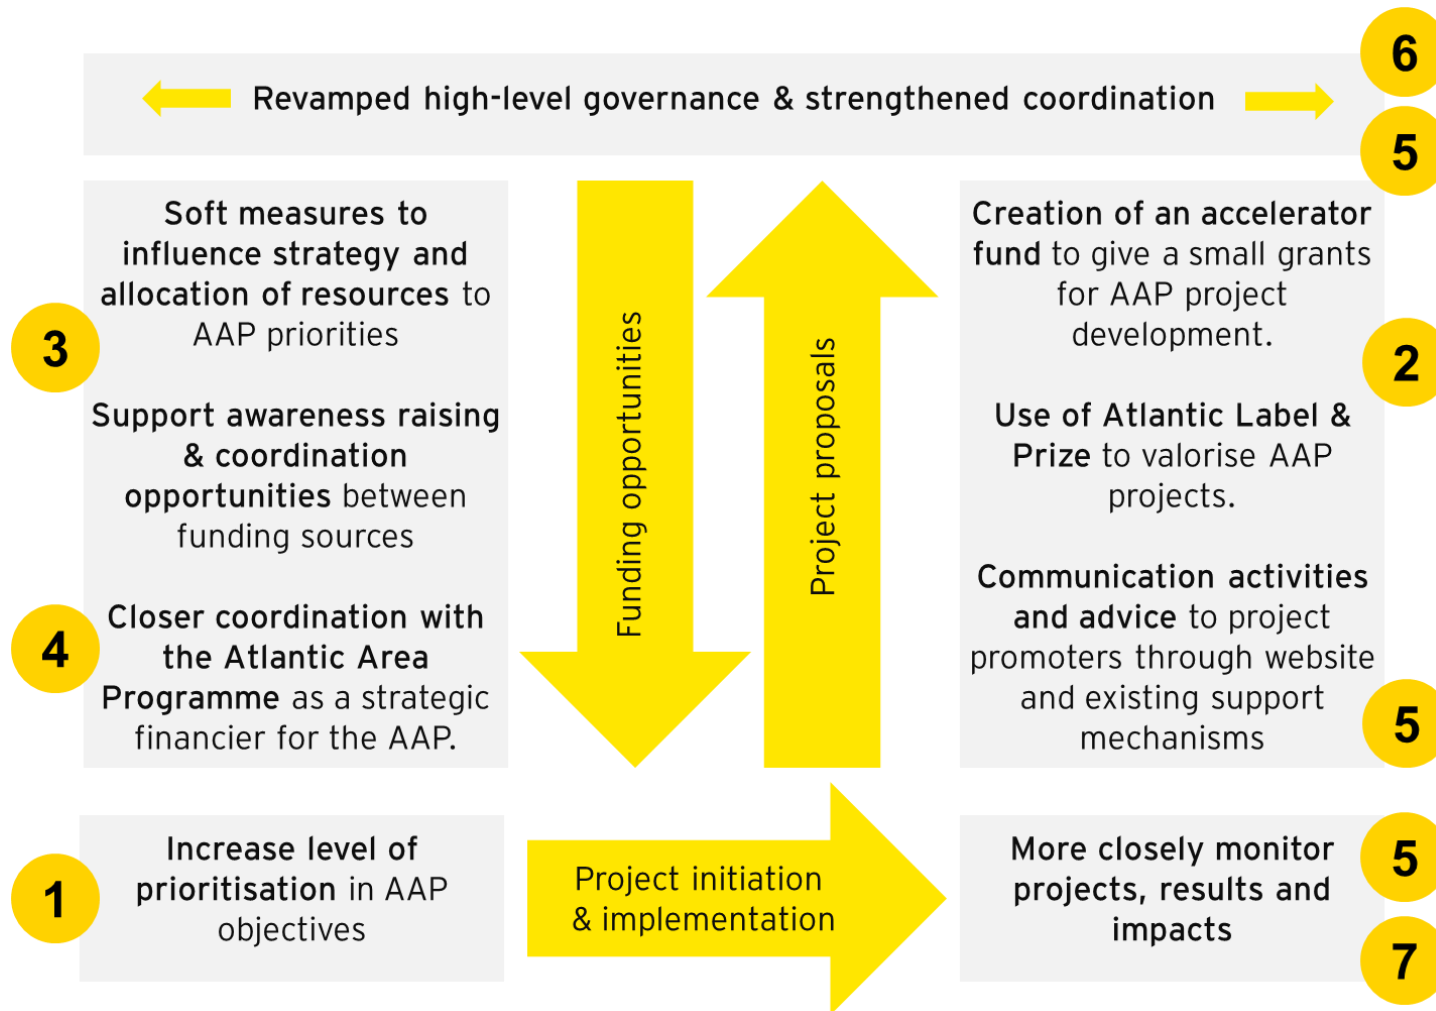 6
Revamped high-level governance & strengthened coordination
5
Soft measures to
influence strategy and
allocation of resources to
AAP priorities
3
Support awareness raising
& coordination
opportunities between
funding sources
Closer coordination with
the Atlantic Area
Programme as a strategic
financier for the AAP.
4
Funding opportunities
Project proposals
Creation of an accelerator
fund to give a small grants
for AAP project
development.
2
Use of Atlantic Label &
Prize to valorise AAP
projects.
Communication activities
and advice to project
promoters through website
and existing support
mechanisms
5
1
Increase level of
prioritisation in AAP
objectives
Project initiation
& implementation
More closely monitor
projects, results and
impacts
5
7